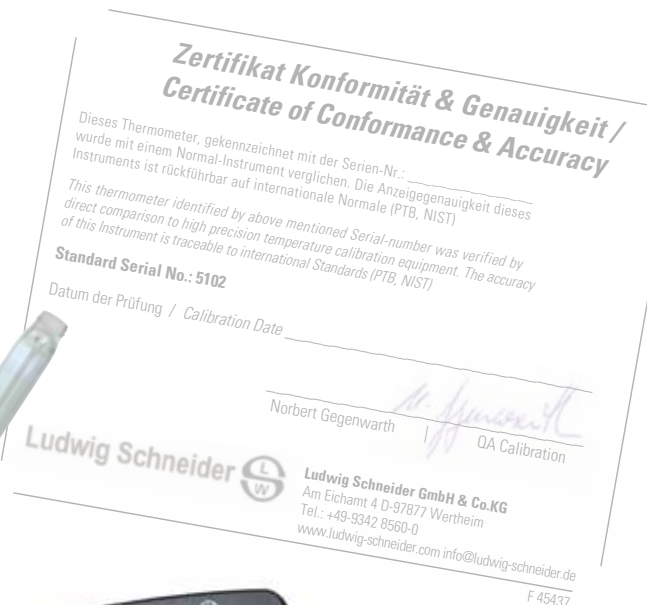 Zertifikat Konformität & Genauigkeit /
Certificate of Conformance & Accuracy
Dieses Thermometer, gekennzeichnet mit der Serien-Nr.: ____________________
wurde mit einem Normal-Instrument verglichen. Die Anzeigegenauigkeit dieses
Instruments ist rückführbar auf internationale Normale (PTB, NIST)
This thermometer identified by above mentioned Serial-number was verified by
direct comparison to high precision temperature calibration equipment. The accuracy
of this Instrument is traceable to international Standards (PTB, NIST)
Standard Serial No.: 5102
Datum der Prüfung / Calibration Date ____________________
Norbert Gegenwarth | QA Calibration
Ludwig Schneider
L
S
W
Ludwig Schneider GmbH & Co.KG
Am Eichamt 4 D-97877 Wertheim
Tel.: +49-9342 8560-0
www.ludwig-schneider.com info@ludwig-schneider.de
F 45437